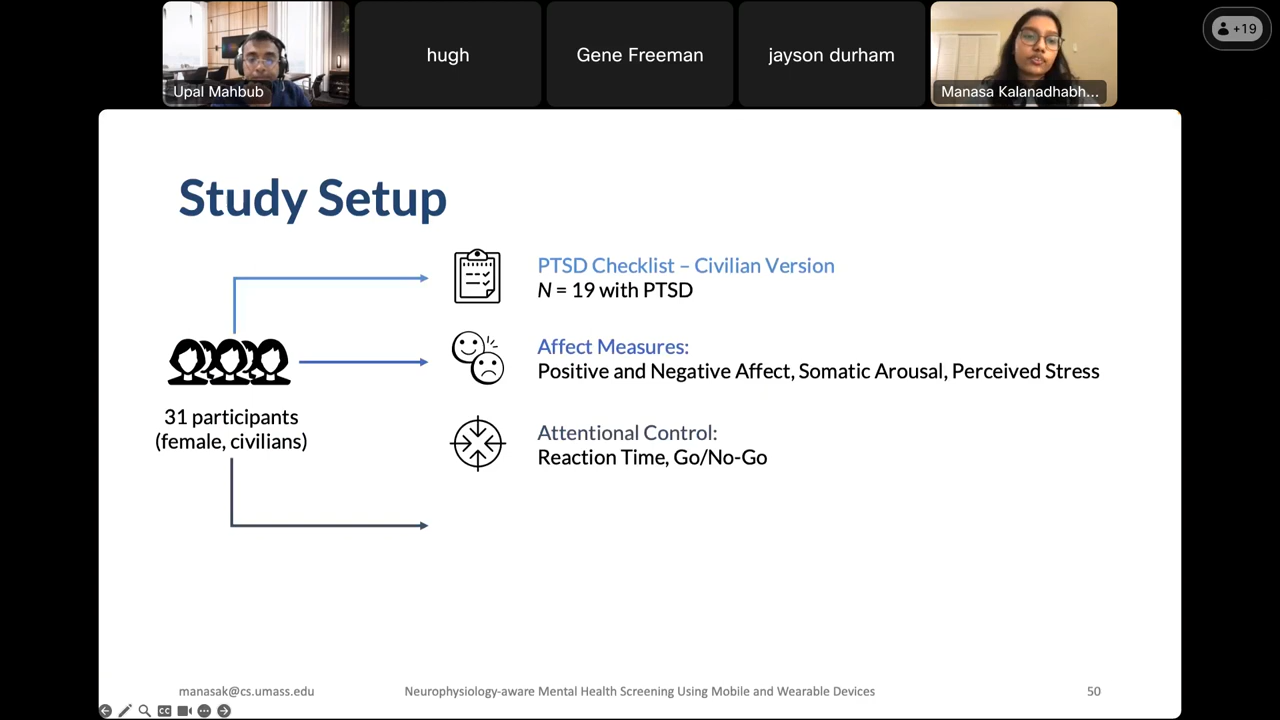 Upal Mahbub
hugh
Gene Freeman
jayson durham
Manasa Kalanadhabh...
+19
Study Setup
PTSD Checklist – Civilian Version
N = 19 with PTSD
Affect Measures:
Positive and Negative Affect, Somatic Arousal, Perceived Stress
31 participants
(female, civilians)
Attentional Control:
Reaction Time, Go/No-Go
manasak@cs.umass.edu
Neurophysiology-aware Mental Health Screening Using Mobile and Wearable Devices
50
CC